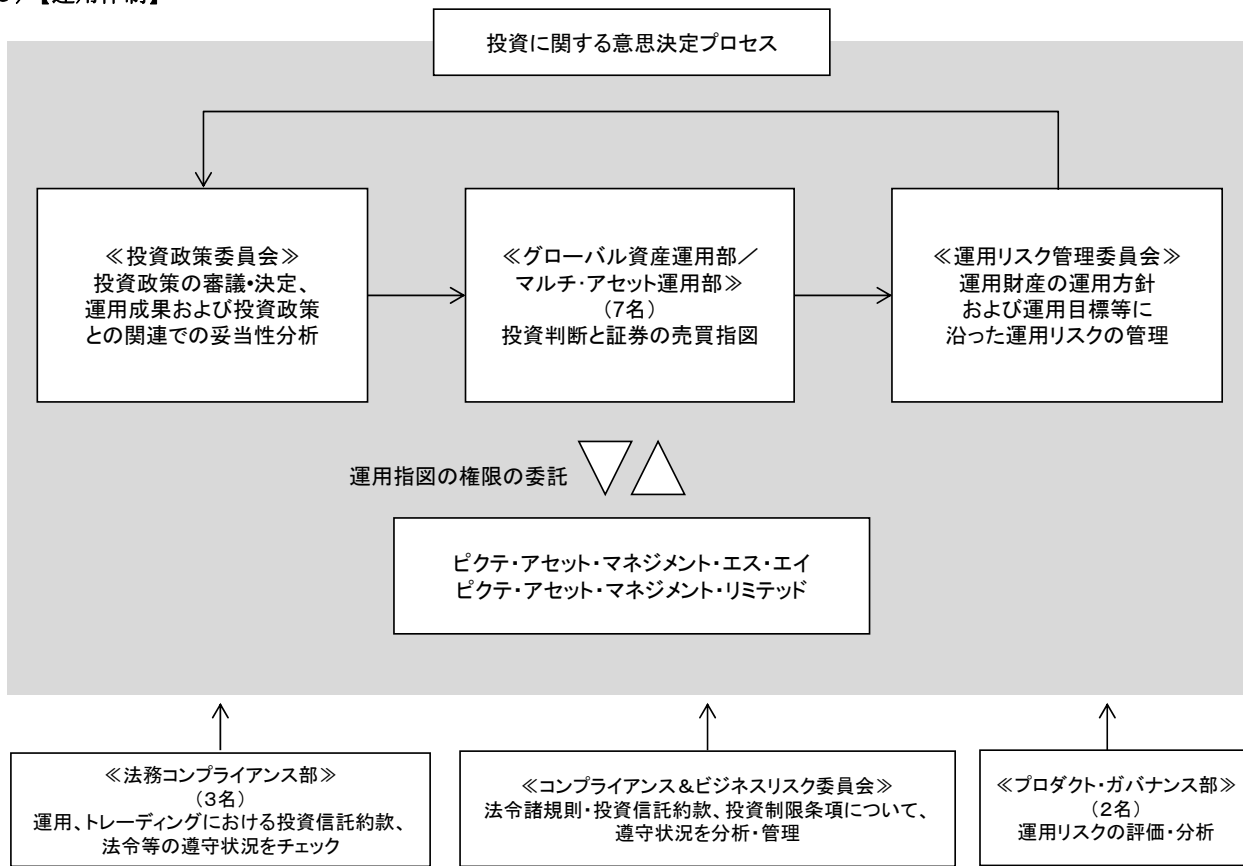 【運用体制】
投資に関する意思決定プロセス
≪投資政策委員会≫
投資政策の審議・決定、
運用成果および投資政策
との関連での妥当性分析
≪グローバル資産運用部／
マルチ・アセット運用部≫
(7名)
投資判断と証券の売買指図
≪運用リスク管理委員会≫
運用財産の運用方針
および運用目標等に
沿った運用リスクの管理
運用指図の権限の委託
ピクテ・アセット・マネジメント・エス・エイ
ピクテ・アセット・マネジメント・リミテッド
≪法務コンプライアンス部≫
(3名)
運用、トレーディングにおける投資信託約款、
法令等の遵守状況をチェック
≪コンプライアンス＆ビジネスリスク委員会≫
法令諸規則・投資信託約款、投資制限条項について、
遵守状況を分析・管理
≪プロダクト・ガバナンス部≫
(2名)
運用リスクの評価・分析